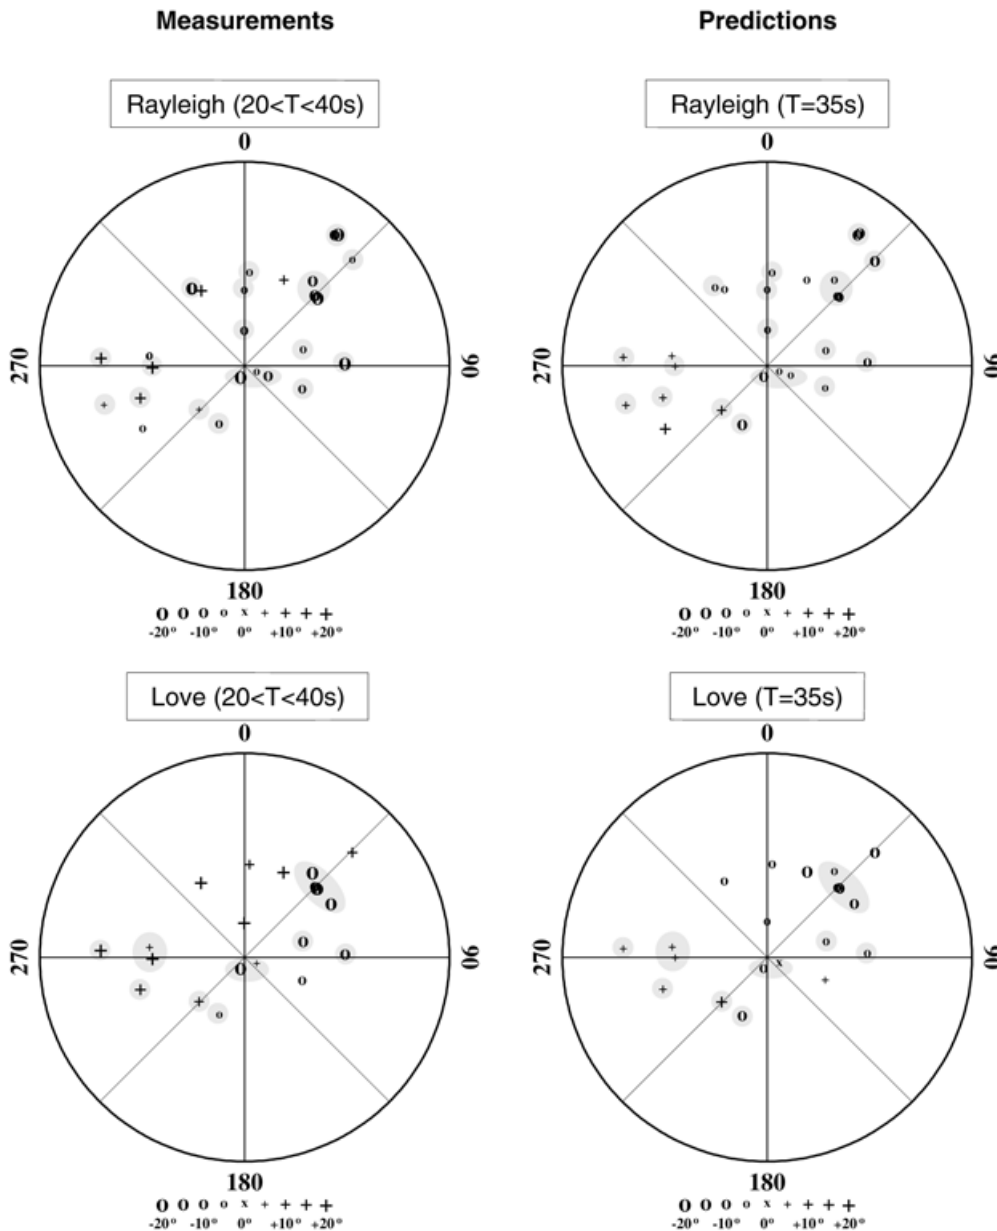 Measurements Predictions
Rayleigh (20<T<40s) Rayleigh (T=35s)
0 0
270 90 270 90
180 180
o o o o x + + + + o o o o x + + + +
-20° -10° 0° +10° +20° -20° -10° 0° +10° +20°
Love (20<T<40s) Love (T=35s)
0 0
270 90 270 90
180 180
o o o o x + + + + o o o o x + + + +
-20° -10° 0° +10° +20° -20° -10° 0° +10° +20°